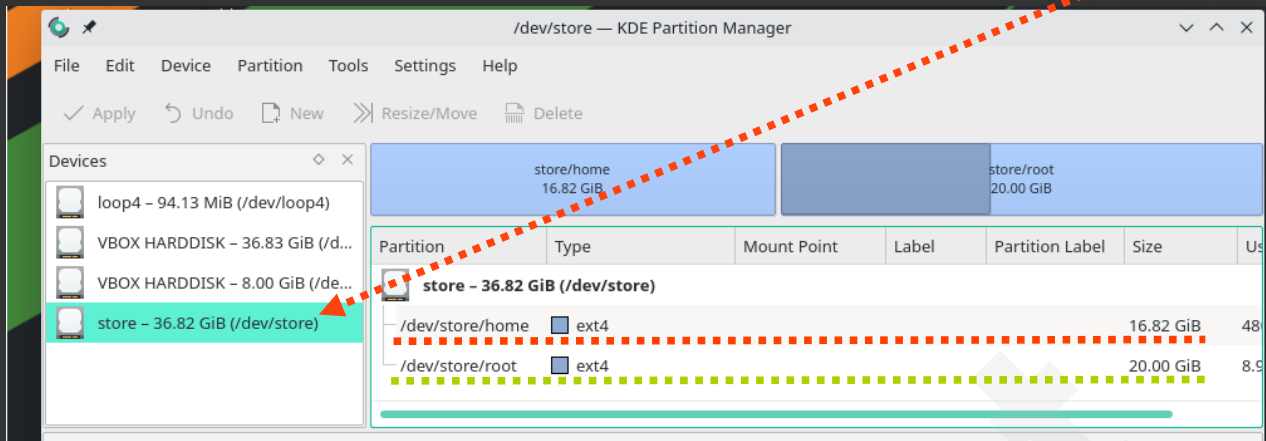 /dev/store — KDE Partition Manager
File Edit Device Partition Tools Settings Help
Apply Undo New Resize/Move Delete
Devices
loop4 – 94.13 MiB (/dev/loop4)
VBOX HARDDISK – 36.83 GiB (/d...
VBOX HARDDISK – 8.00 GiB (/de...
store – 36.82 GiB (/dev/store)
store/home
16.82 GiB
store/root
20.00 GiB
Partition Type Mount Point Label Partition Label Size Us
store – 36.82 GiB (/dev/store)
/dev/store/home ext4 16.82 GiB 48
/dev/store/root ext4 20.00 GiB 8.9